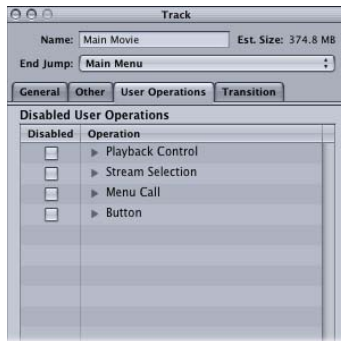 Track
Name: Main Movie Est. Size: 374.8 MB
End Jump: Main Menu
General Other User Operations Transition
Disabled User Operations
Disabled Operation
Playback Control
Stream Selection
Menu Call
Button